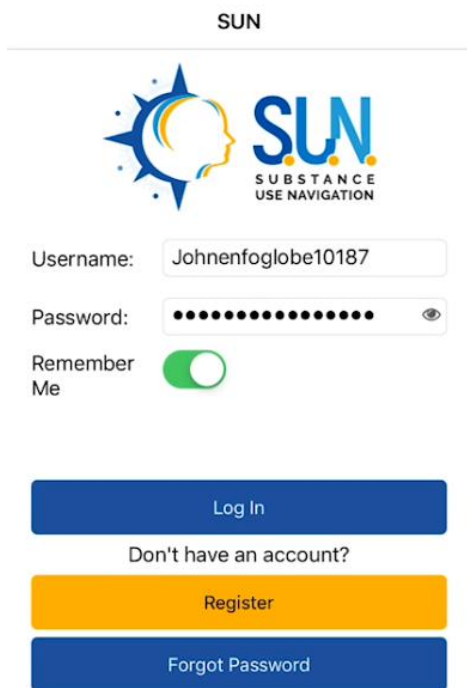 SUN
S.U.N.
SUBSTANCE
USE NAVIGATION
Username: Johnenfoglobe10187
Password: ••••••••••••••••
Remember
Me
Log In
Don't have an account?
Register
Forgot Password